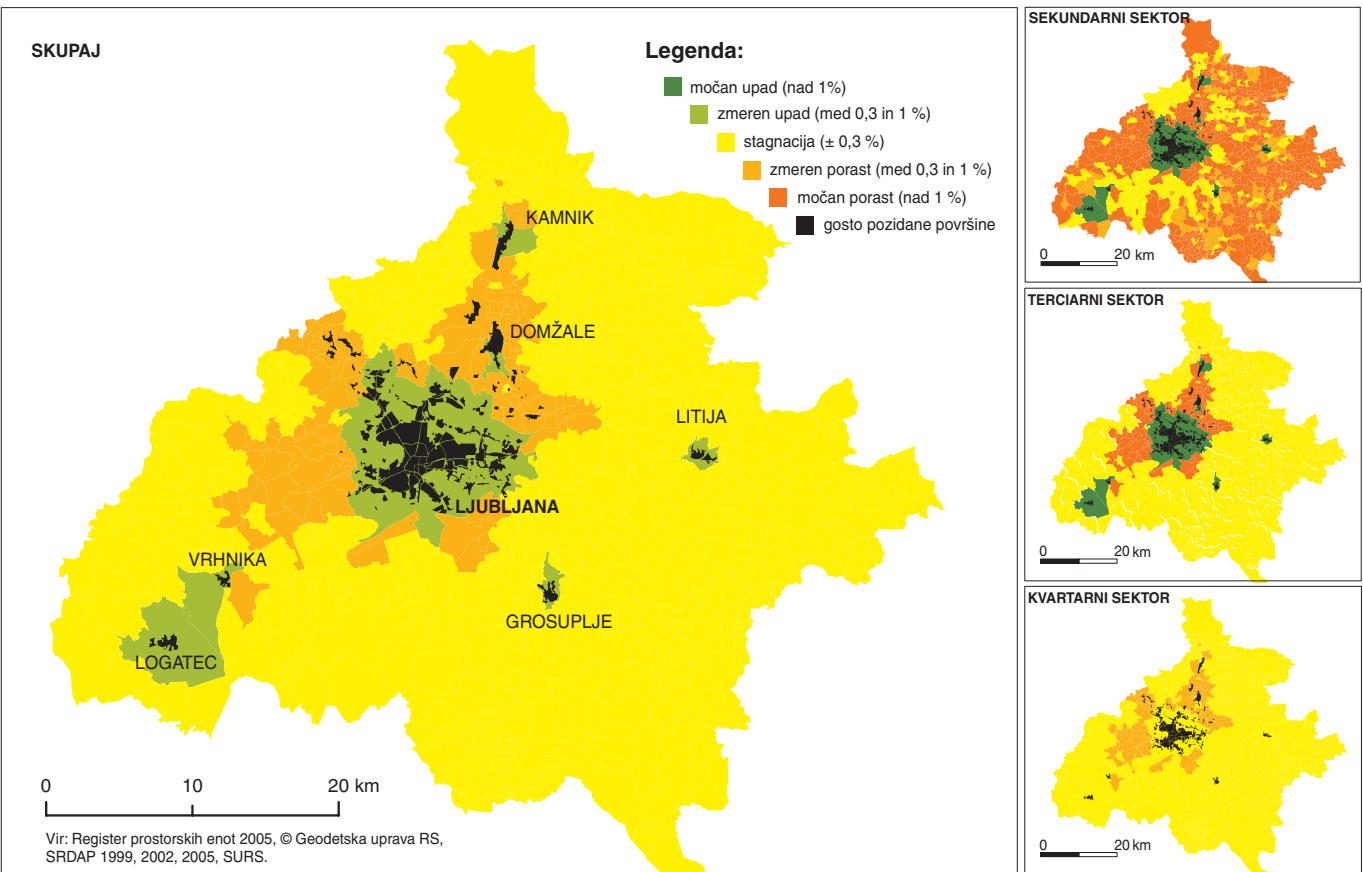 SKUPAJ
Legenda:
močan upad (nad 1%)
zmeren upad (med 0,3 in 1 %)
stagnacija (± 0,3 %)
zmeren porast (med 0,3 in 1 %)
močan porast (nad 1 %)
gosto pozidane površine
KAMNIK
DOMŽALE
LITIJA
LJUBLJANA
VRHNIKA
GROSUPLJE
LOGATEC
0 10 20 km
Vir: Register prostorskih enot 2005, © Geodetska uprava RS,
SRDAP 1999, 2002, 2005, SURS.
SEKUNDARNI SEKTOR
0 20 km
TERCIARNI SEKTOR
0 20 km
KVARTARNI SEKTOR
0 20 km